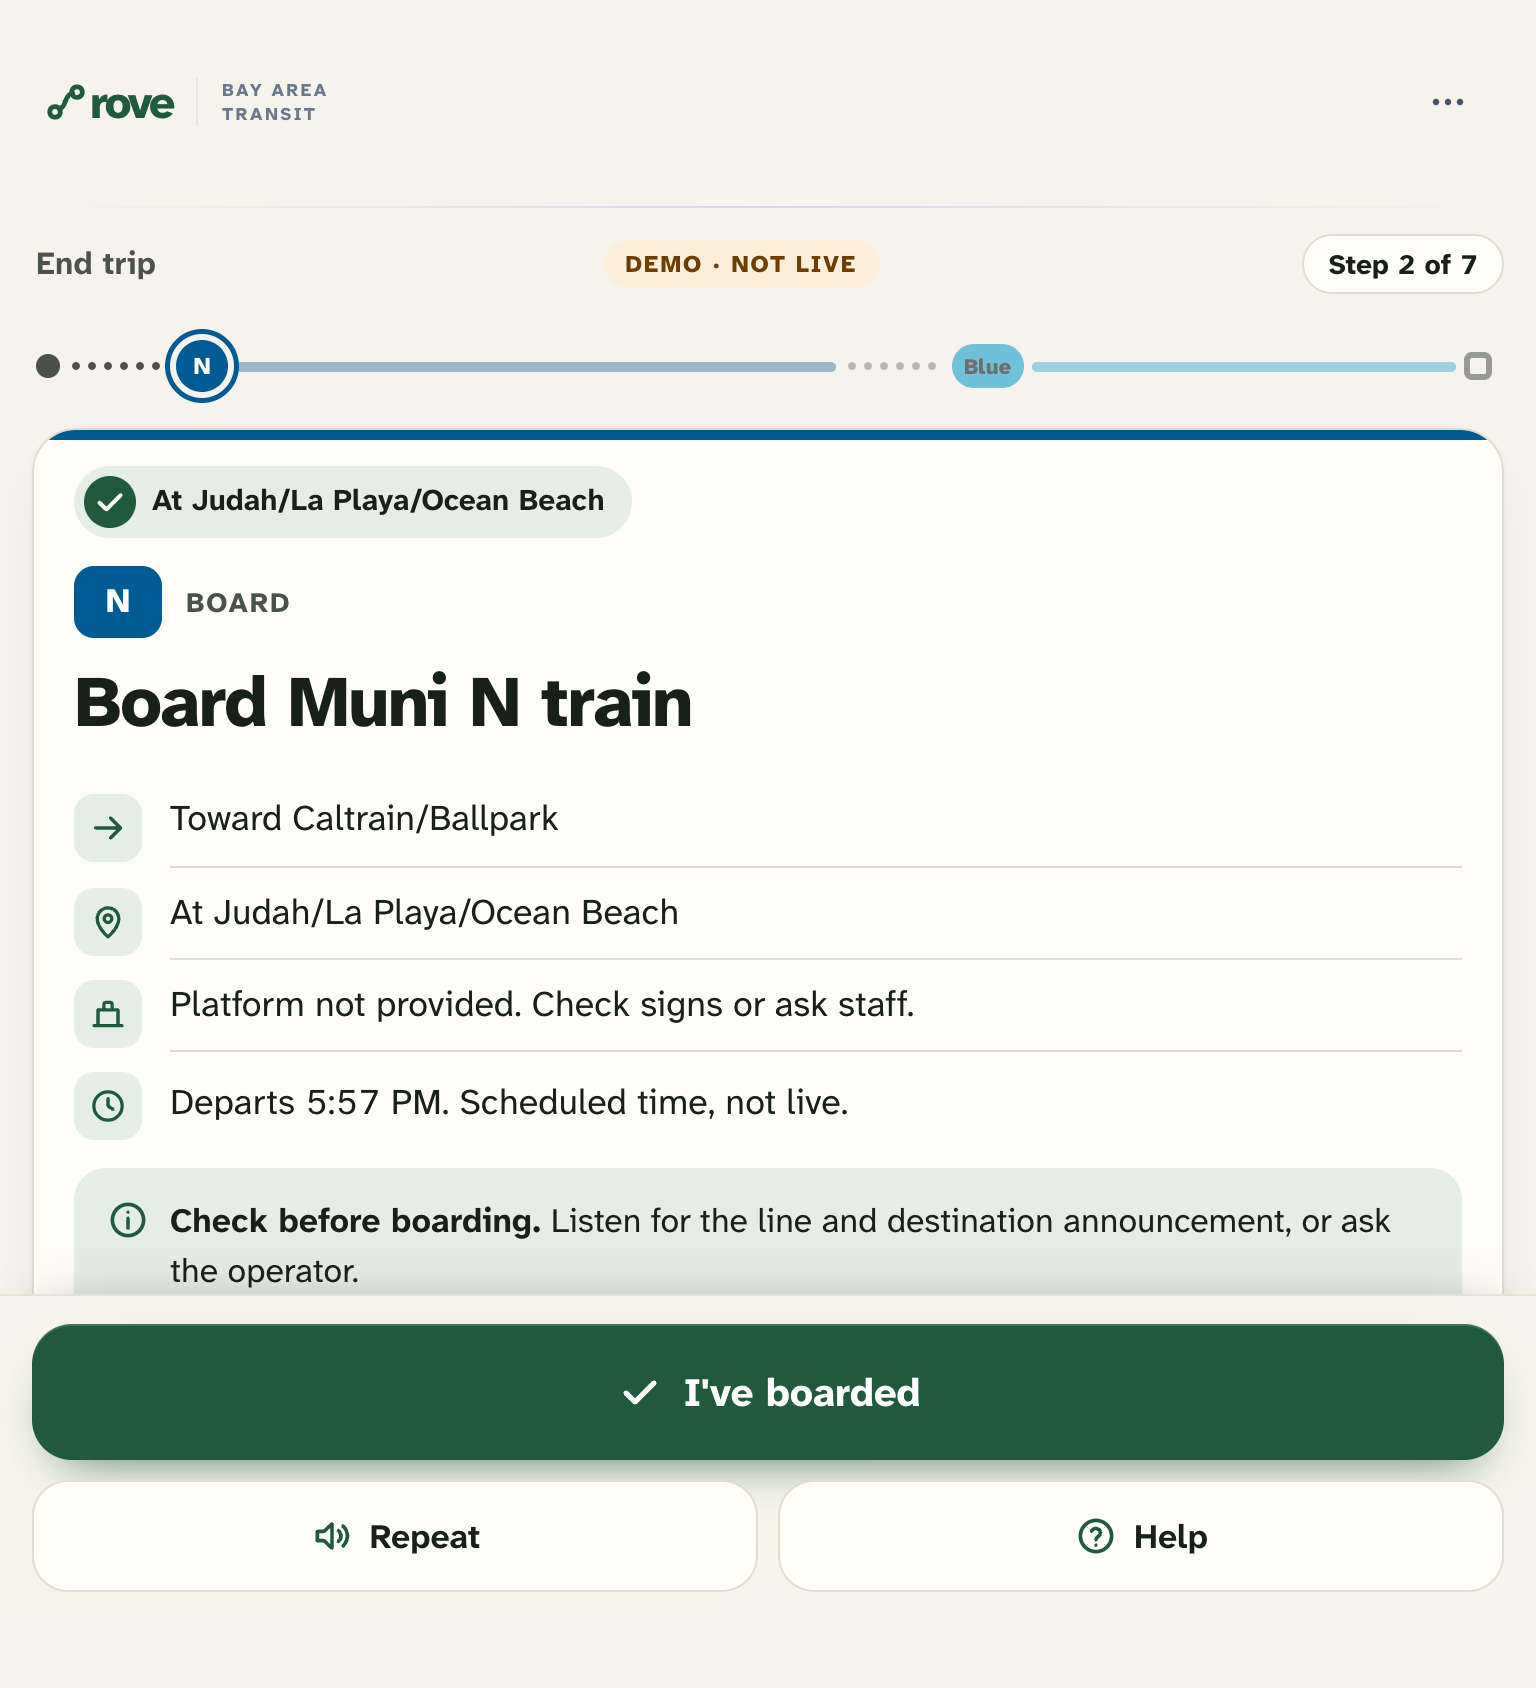 rove
BAY AREA
TRANSIT
End trip
DEMO · NOT LIVE
Step 2 of 7
N
Blue
At Judah/La Playa/Ocean Beach
N
BOARD
Board Muni N train
Toward Caltrain/Ballpark
At Judah/La Playa/Ocean Beach
Platform not provided. Check signs or ask staff.
Departs 5:57 PM. Scheduled time, not live.
Check before boarding. Listen for the line and destination announcement, or ask
the operator.
I've boarded
Repeat
Help